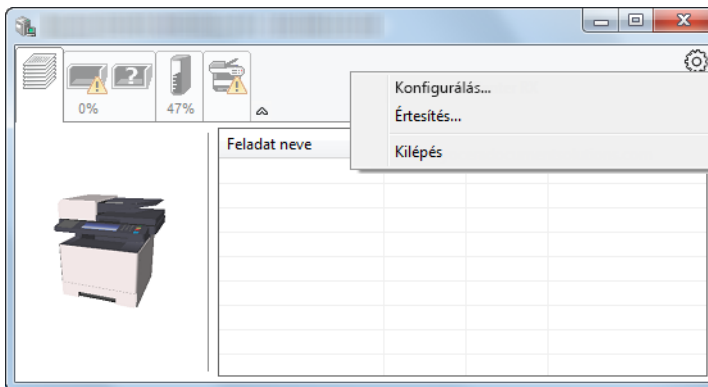 0%
47%
Konfigurálás...
Értesítés...
Kilépés
Feladat neve